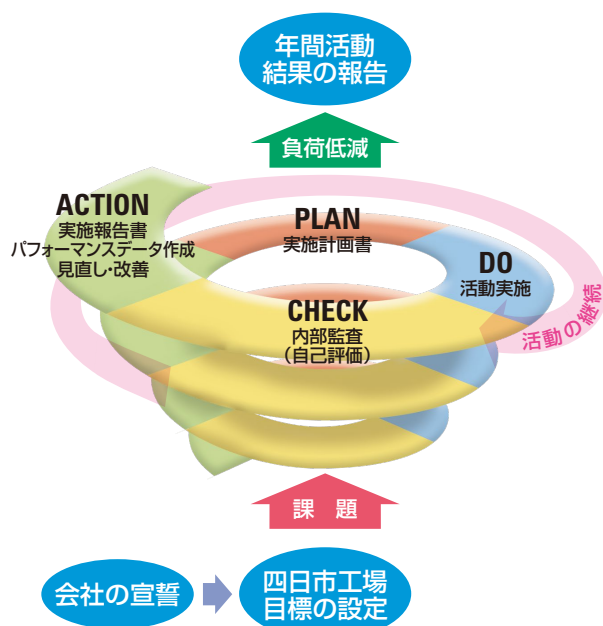 年間活動
結果の報告
負荷低減
ACTION
実施報告書
パフォーマンスデータ作成
見直し・改善
PLAN
実施計画書
DO
活動実施
CHECK
内部監査
（自己評価）
活動の継続
課　題
会社の宣誓
四日市工場
目標の設定